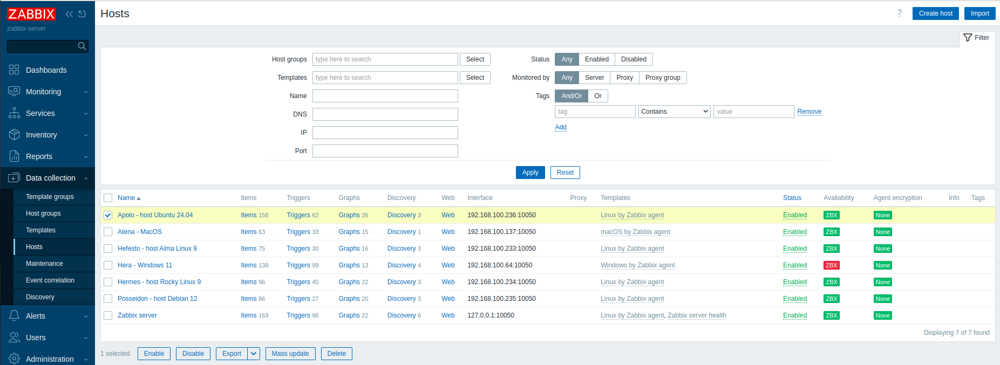 ZABBIX
zabbix-server
Dashboards
Monitoring
Services
Inventory
Reports
Data collection
Template groups
Host groups
Templates
Hosts
Maintenance
Event correlation
Discovery
Alerts
Users
Administration
Hosts
? Create host Import
Filter
Host groups type here to search Select
Templates type here to search Select
Name
DNS
IP
Port
Status Any Enabled Disabled
Monitored by Any Server Proxy Proxy group
Tags And/Or Or
tag Contains value Remove
Add
Apply Reset
Name Items Triggers Graphs Discovery Web Interface Proxy Templates Status Availability Agent encryption Info Tags
Apolo - host Ubuntu 24.04 Items 158 Triggers 62 Graphs 26 Discovery 3 Web 192.168.100.236:10050 Linux by Zabbix agent Enabled ZBX None
Atena - MacOS Items 63 Triggers 33 Graphs 15 Discovery 1 Web 192.168.100.137:10050 macOS by Zabbix agent Enabled ZBX None
Hefesto - host Alma Linux 9 Items 75 Triggers 30 Graphs 16 Discovery 3 Web 192.168.100.233:10050 Linux by Zabbix agent Enabled ZBX None
Hera - Windows 11 Items 138 Triggers 99 Graphs 13 Discovery 4 Web 192.168.100.64:10050 Windows by Zabbix agent Enabled ZBX None
Hermes - host Rocky Linux 9 Items 96 Triggers 45 Graphs 22 Discovery 3 Web 192.168.100.234:10050 Linux by Zabbix agent Enabled ZBX None
Posseidon - host Debian 12 Items 86 Triggers 27 Graphs 20 Discovery 3 Web 192.168.100.235:10050 Linux by Zabbix agent Enabled ZBX None
Zabbix server Items 169 Triggers 98 Graphs 22 Discovery 6 Web 127.0.0.1:10050 Linux by Zabbix agent, Zabbix server health Enabled ZBX None
Displaying 7 of 7 found
1 selected Enable Disable Export Mass update Delete